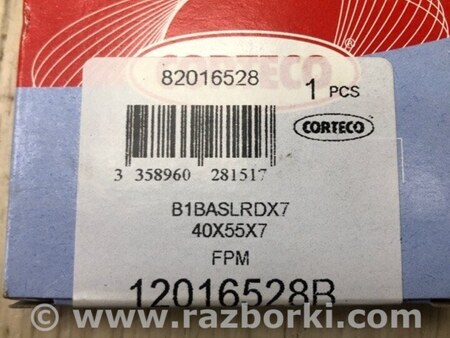 CORTECO
82016528
1 PCS
CORTECO
3 358960 281517
B1BASLRDX7
40X55X7
FPM
12016528B
www.razborki.com